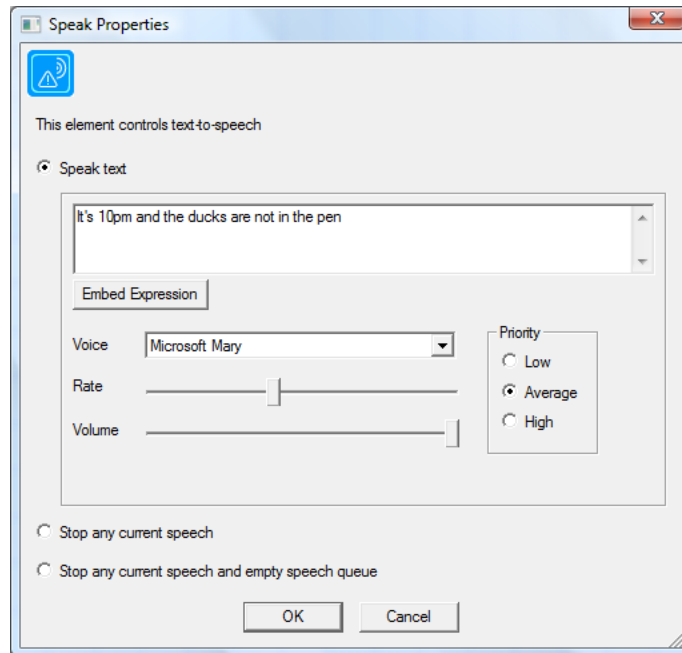 Speak Properties
This element controls text-to-speech
Speak text
It's 10pm and the ducks are not in the pen
Embed Expression
Voice
Microsoft Mary
Rate
Volume
Priority
Low
Average
High
Stop any current speech
Stop any current speech and empty speech queue
OK
Cancel